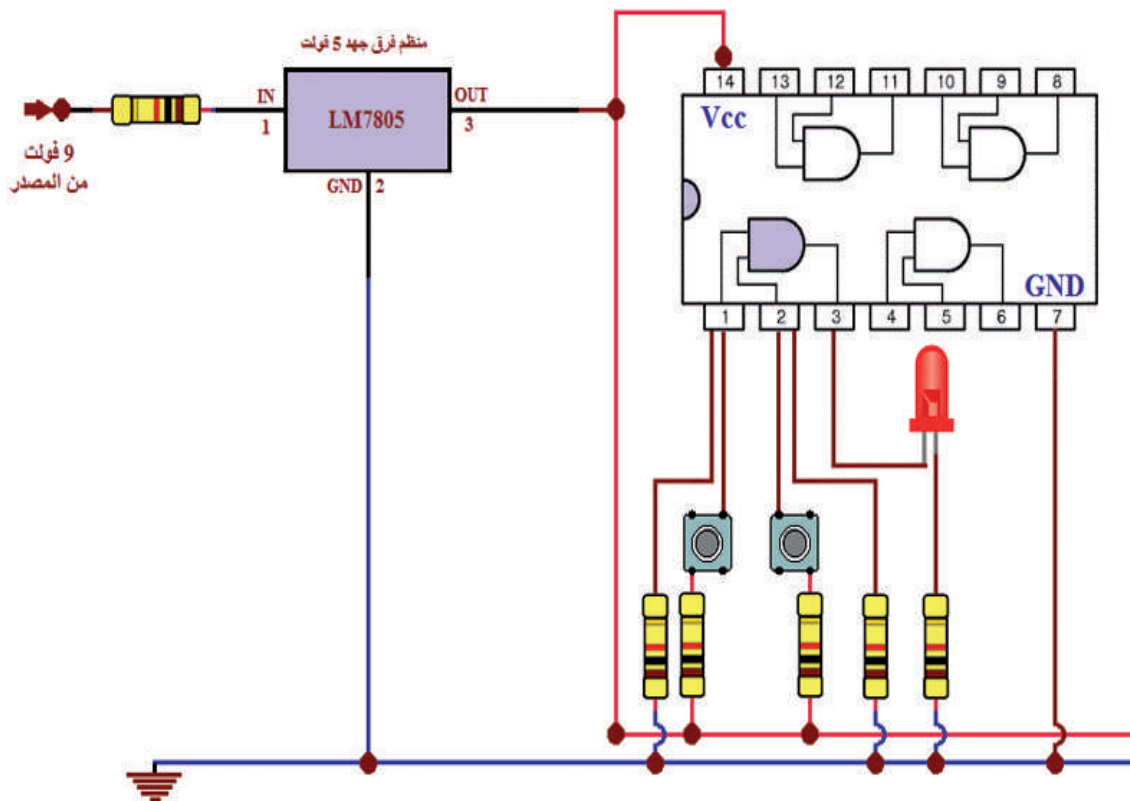 منظم فرق جهد 5 فولت
IN
1
LM7805
OUT
3
GND 2
9 فولت
من المصدر
14 13 12 11 10 9 8
Vcc
GND
1 2 3 4 5 6 7